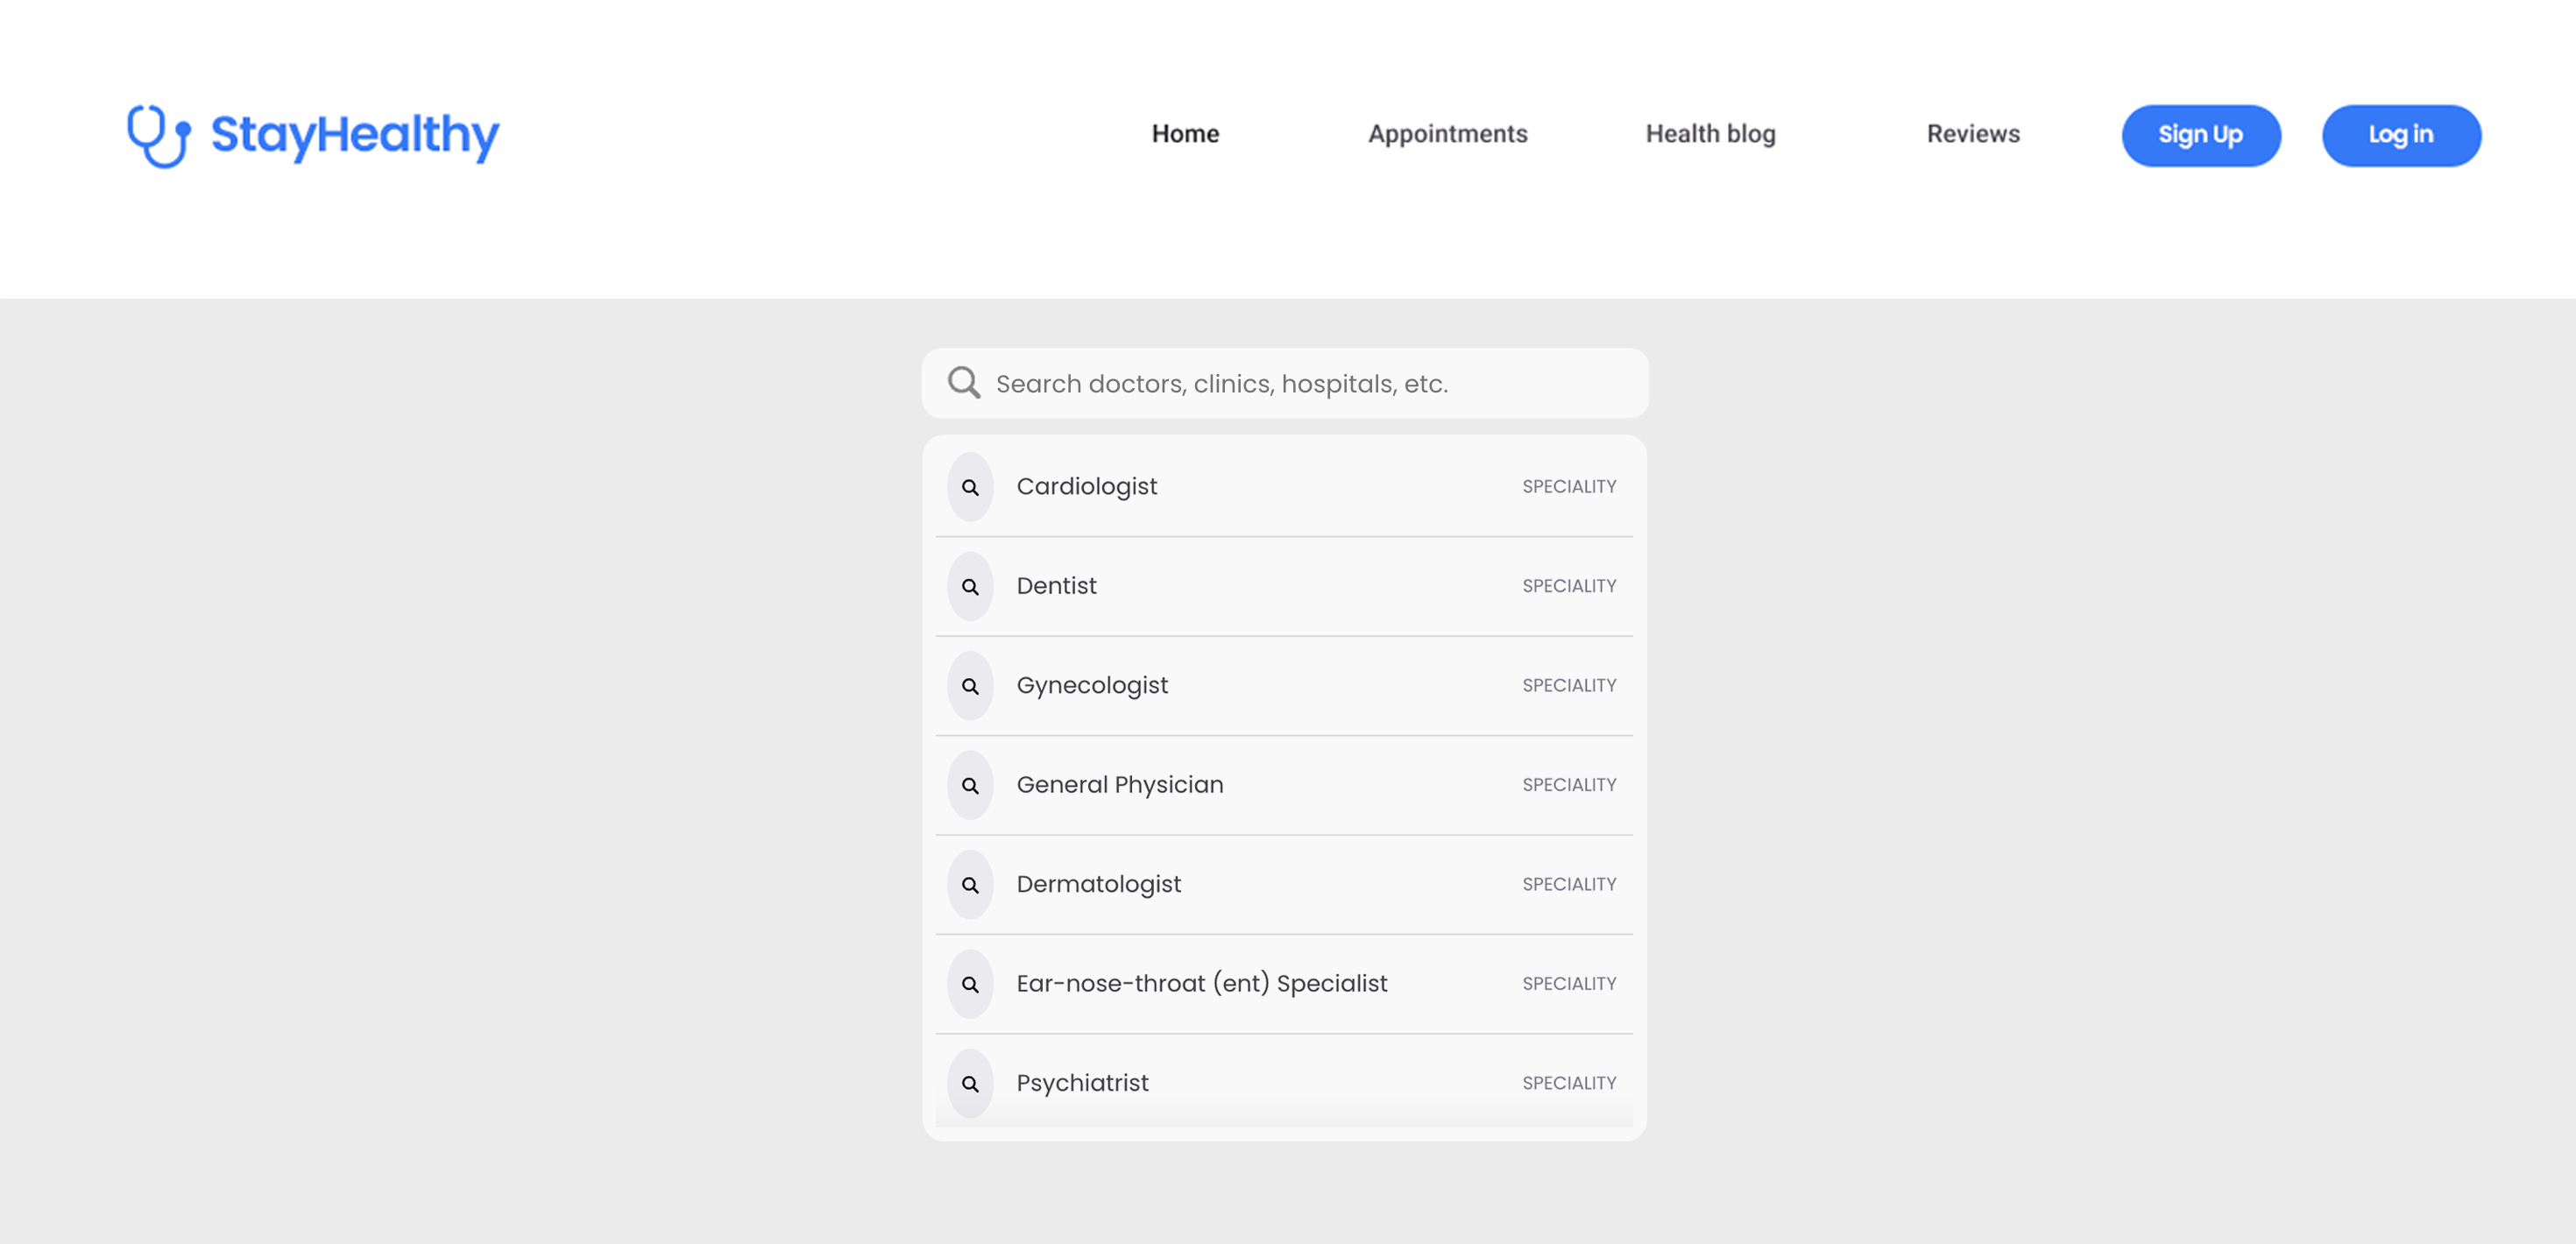 StayHealthy
Home Appointments Health blog Reviews Sign Up Log in
Search doctors, clinics, hospitals, etc.
Cardiologist SPECIALITY
Dentist SPECIALITY
Gynecologist SPECIALITY
General Physician SPECIALITY
Dermatologist SPECIALITY
Ear-nose-throat (ent) Specialist SPECIALITY
Psychiatrist SPECIALITY